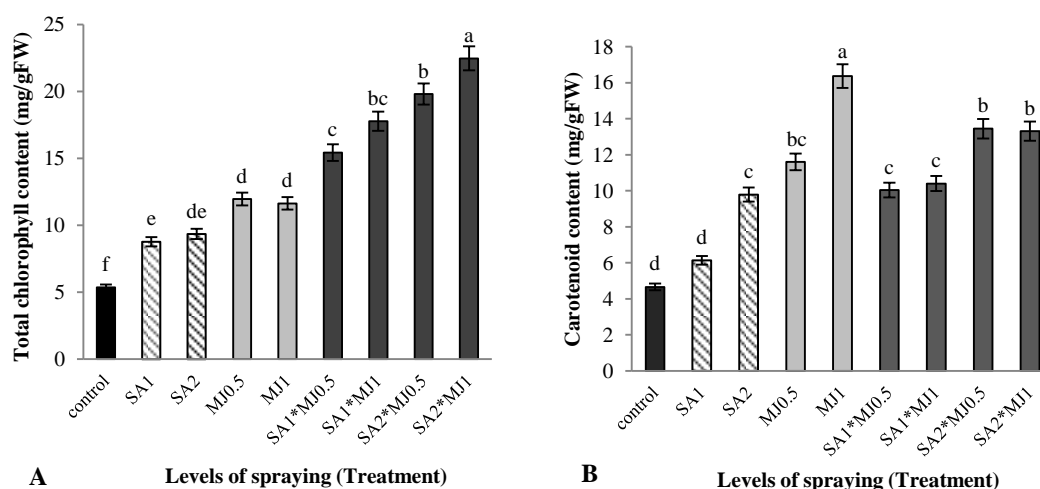 Total chlorophyll content (mg/gFW)
25
20
15
10
5
0
f
e
de
d
d
c
bc
b
a
control
SA1
SA2
MJ0.5
MJ1
SA1*MJ0.5
SA1*MJ1
SA2*MJ0.5
SA2*MJ1
A
Levels of spraying (Treatment)
Carotenoid content (mg/gFW)
18
16
14
12
10
8
6
4
2
0
d
d
c
bc
a
c
c
b
b
control
SA1
SA2
MJ0.5
MJ1
SA1*MJ0.5
SA1*MJ1
SA2*MJ0.5
SA2*MJ1
B
Levels of spraying (Treatment)